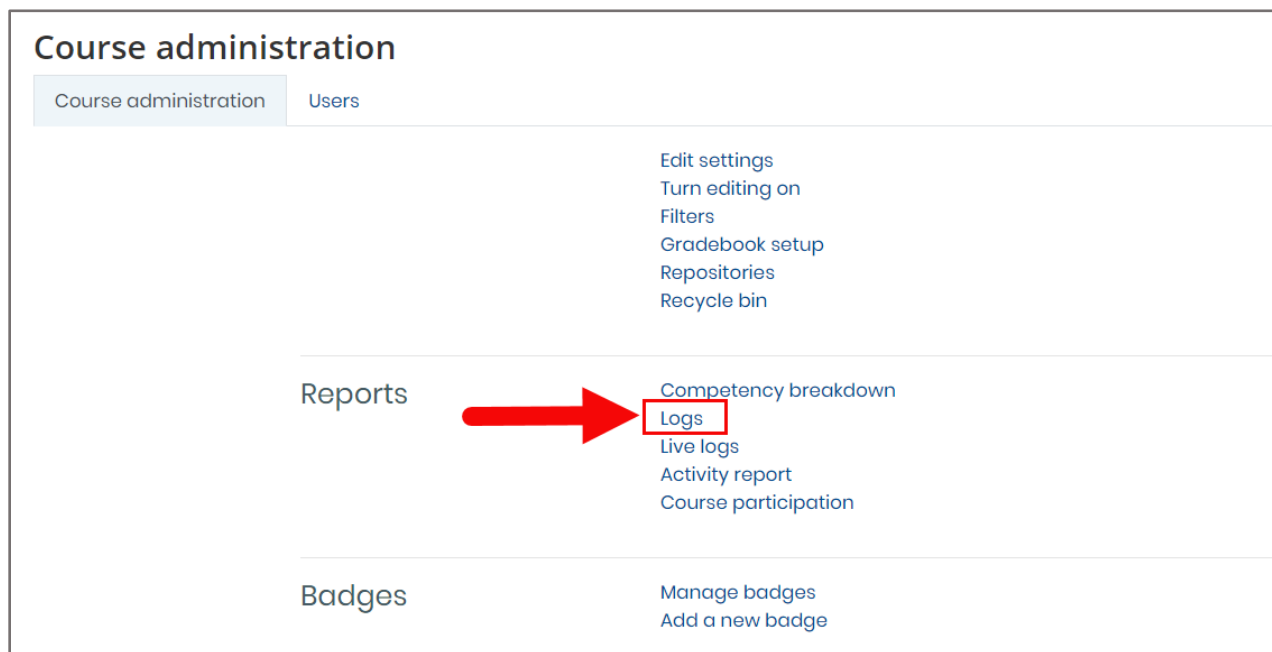 Course administration
Course administration Users
Edit settings
Turn editing on
Filters
Gradebook setup
Repositories
Recycle bin
Reports
Competency breakdown
Logs
Live logs
Activity report
Course participation
Badges
Manage badges
Add a new badge